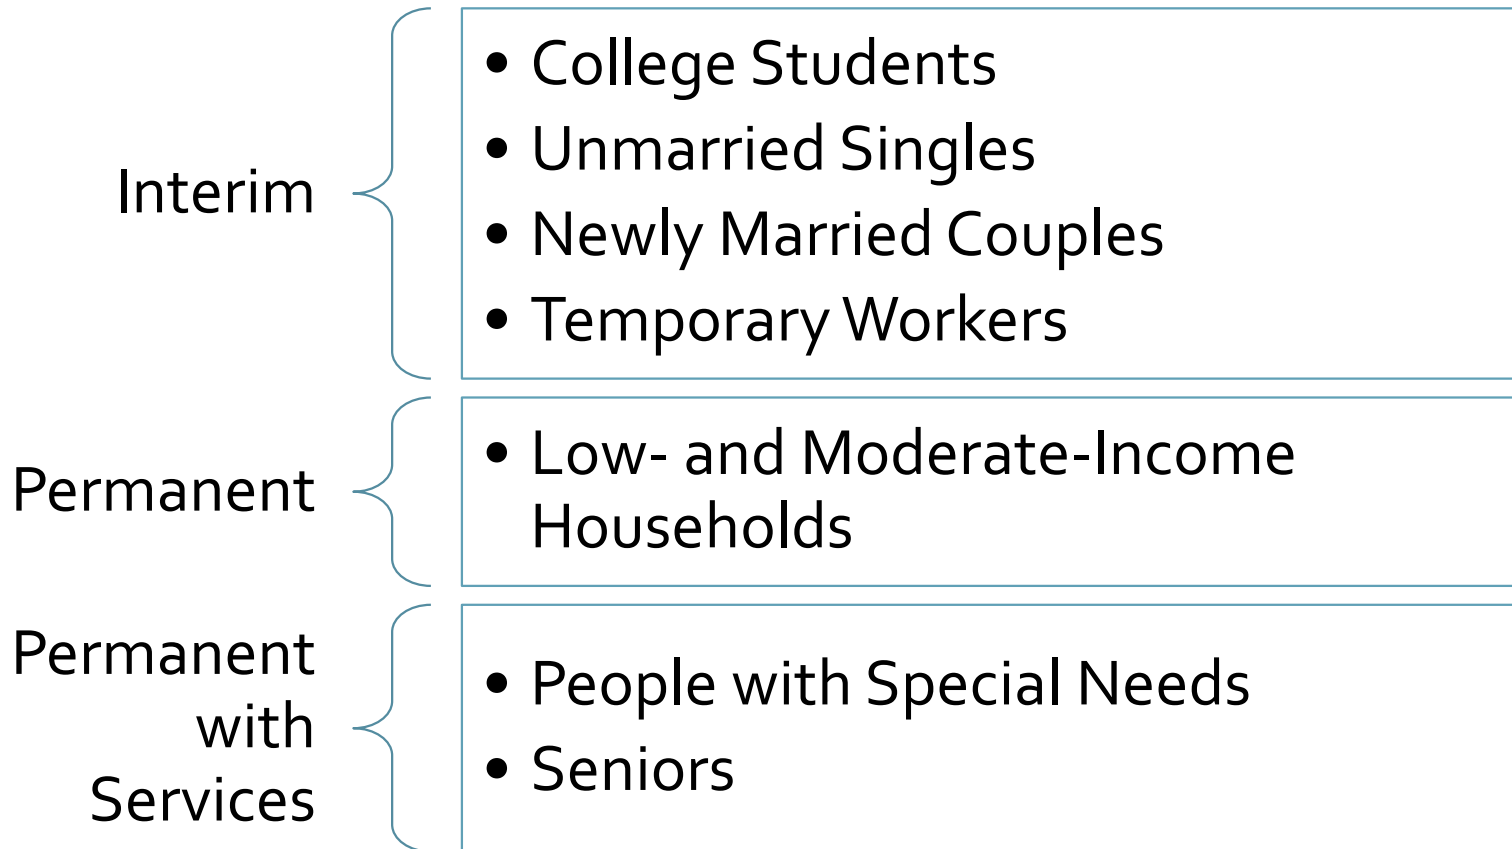 Interim
• College Students
• Unmarried Singles
• Newly Married Couples
• Temporary Workers
Permanent
• Low- and Moderate-Income
Households
Permanent
with
Services
• People with Special Needs
• Seniors